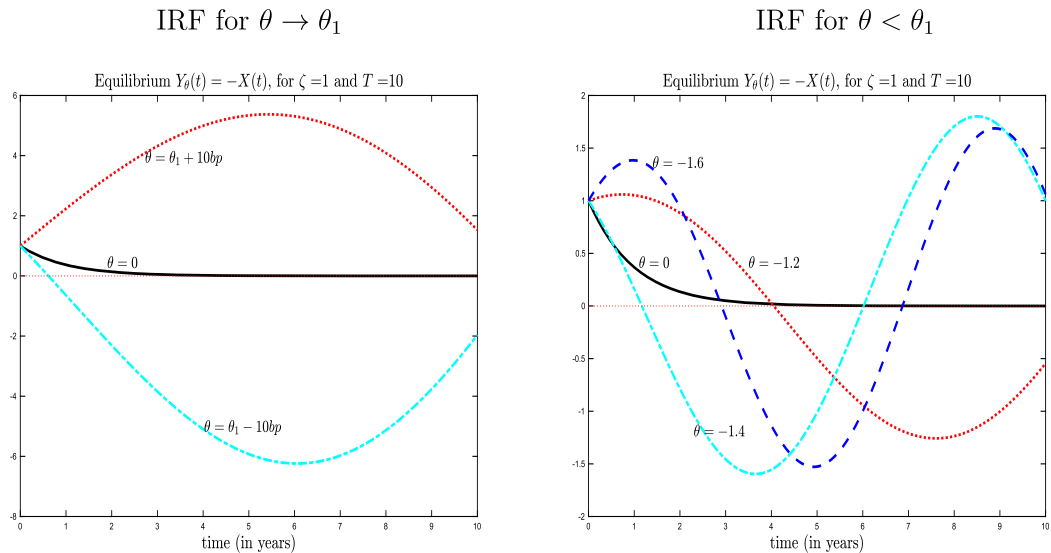 IRF for θ → θ₁
Equilibrium Y_θ(t) = −X(t), for ζ =1 and T =10
6
4
2
0
-2
-4
-6
-8
θ = θ₁ + 10bp
θ = 0
θ = θ₁ − 10bp
0 1 2 3 4 5 6 7 8 9 10
time (in years)
IRF for θ < θ₁
Equilibrium Y_θ(t) = −X(t), for ζ =1 and T =10
2
1.5
1
0.5
0
-0.5
-1
-1.5
-2
θ = −1.6
θ = 0
θ = −1.2
θ = −1.4
0 1 2 3 4 5 6 7 8 9 10
time (in years)